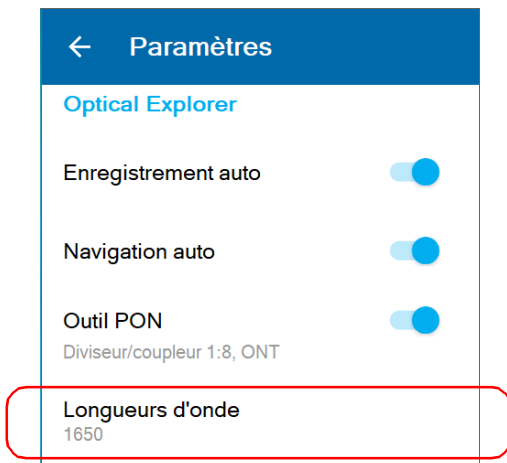 Paramètres
Optical Explorer
Enregistrement auto
Navigation auto
Outil PON
Diviseur/coupleur 1:8, ONT
Longueurs d'onde
1650